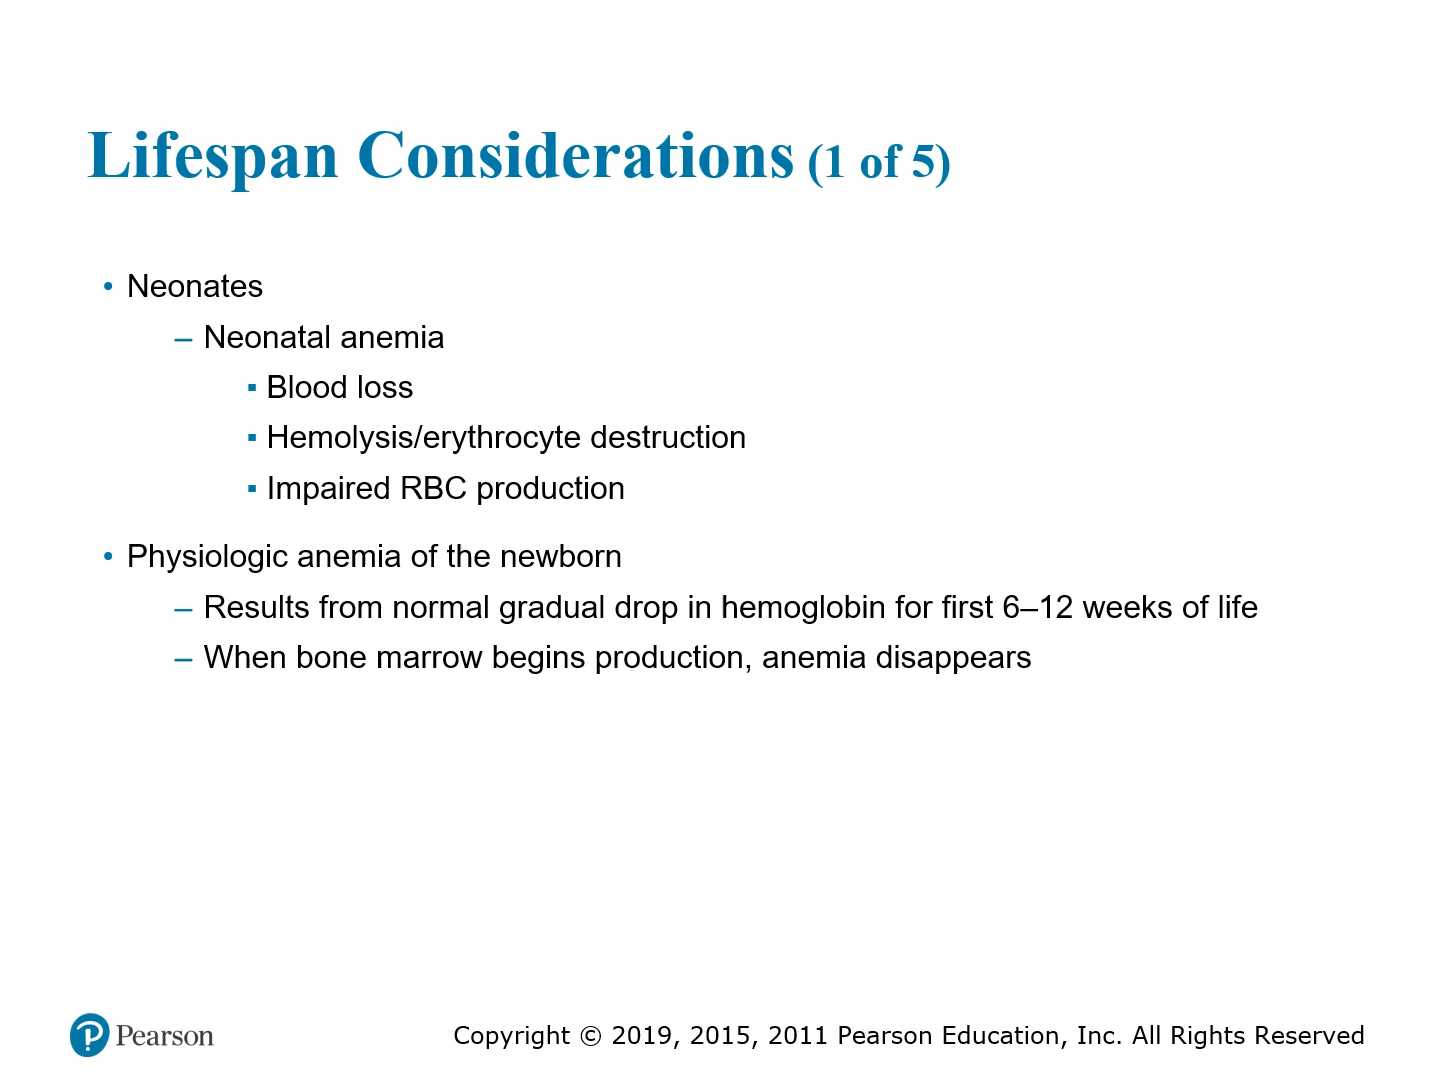 Lifespan Considerations (1 of 5)
• Neonates
– Neonatal anemia
▪ Blood loss
▪ Hemolysis/erythrocyte destruction
▪ Impaired RBC production
• Physiologic anemia of the newborn
– Results from normal gradual drop in hemoglobin for first 6–12 weeks of life
– When bone marrow begins production, anemia disappears
Pearson
Copyright © 2019, 2015, 2011 Pearson Education, Inc. All Rights Reserved